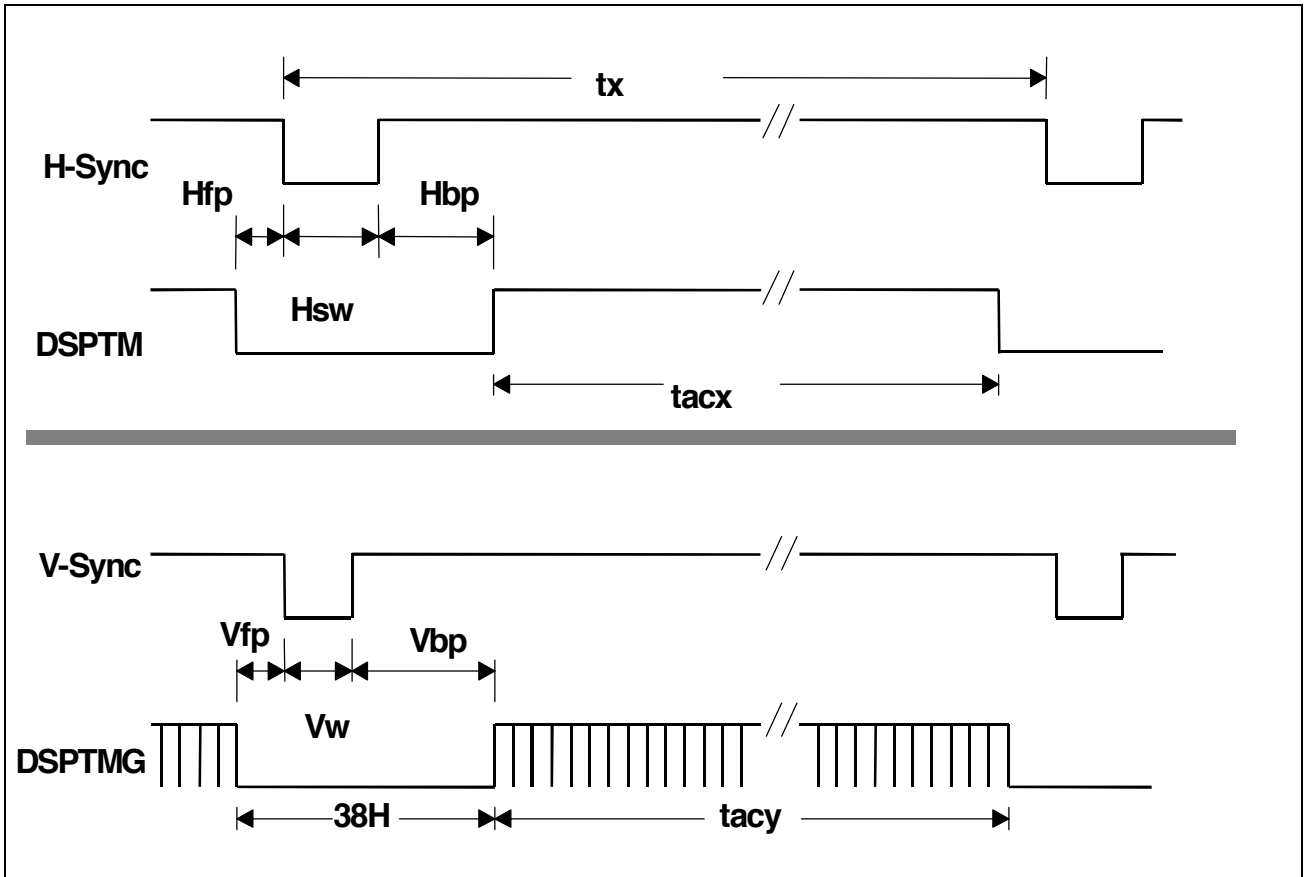 tx
H-Sync
Hfp
Hbp
Hsw
DSPTM
tacx
V-Sync
Vfp
Vbp
Vw
DSPTMG
38H
tacy